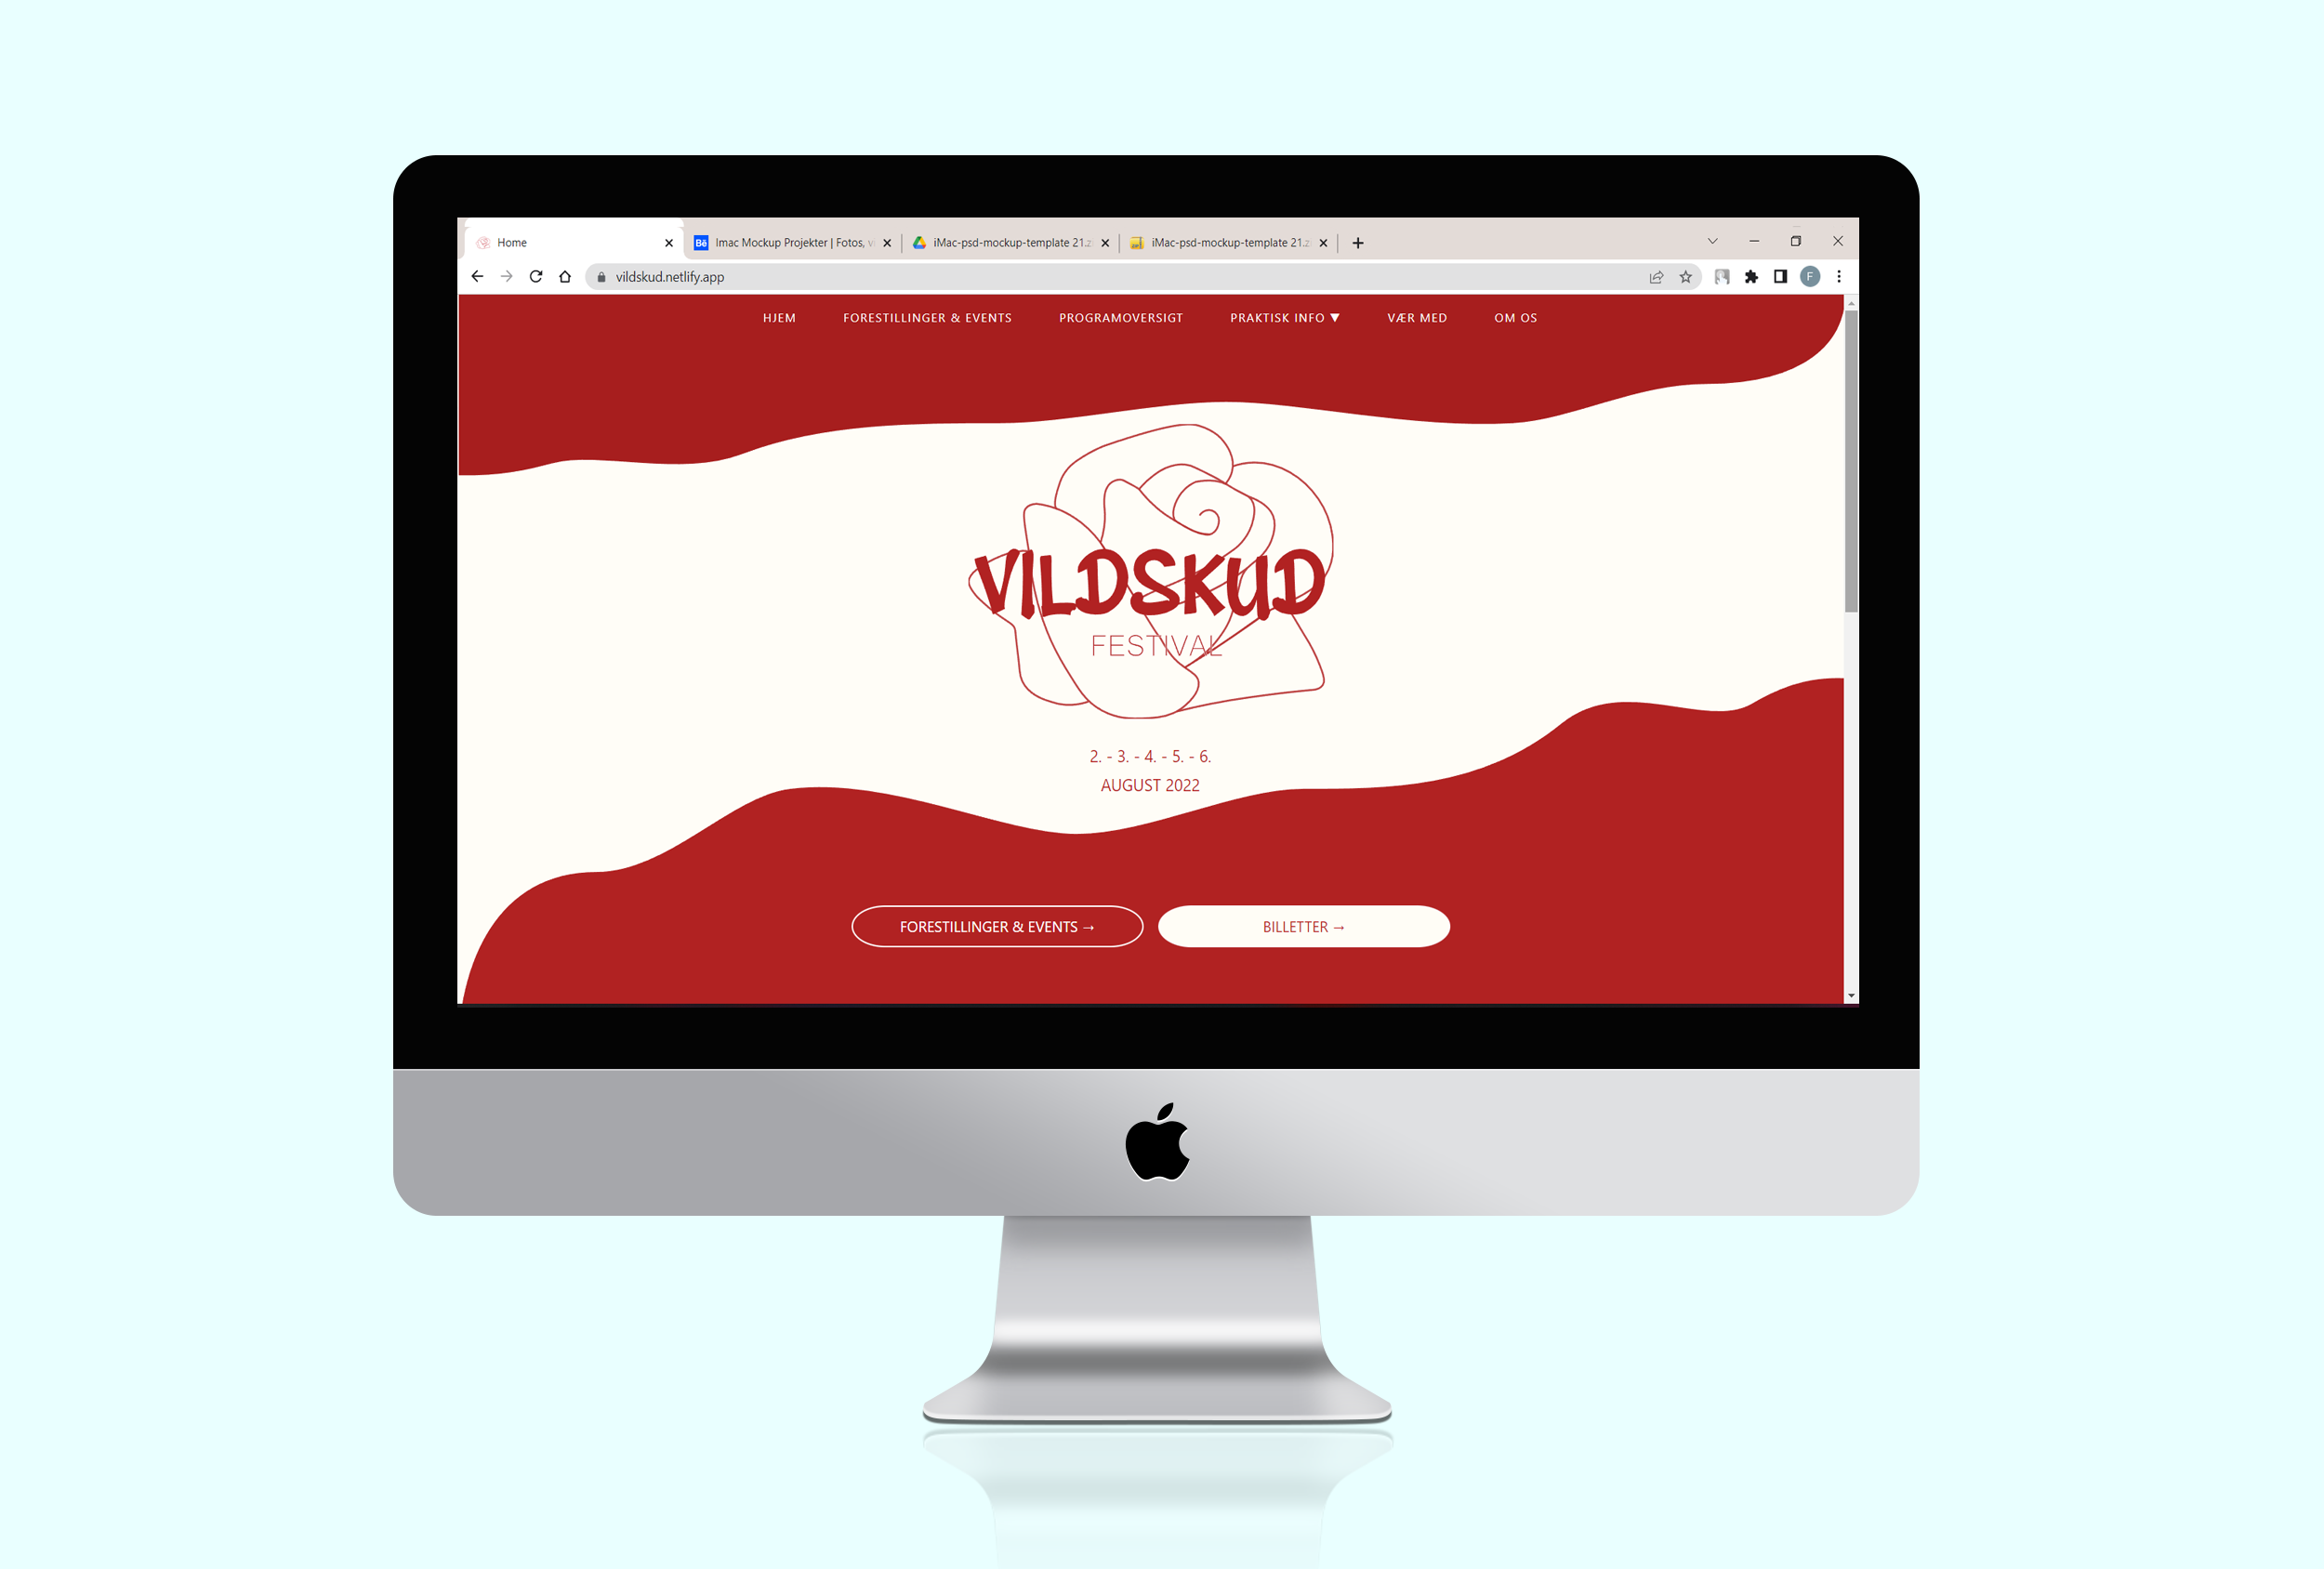 Home
Imac Mockup Projekter | Fotos, v
iMac-psd-mockup-template 21.z
iMac-psd-mockup-template 21.z
vildskud.netlify.app
F
HJEM FORESTILLINGER & EVENTS PROGRAMOVERSIGT PRAKTISK INFO ▼ VÆR MED OM OS
VILDSKUD
FESTIVAL
2. - 3. - 4. - 5. - 6.
AUGUST 2022
FORESTILLINGER & EVENTS →
BILLETTER →